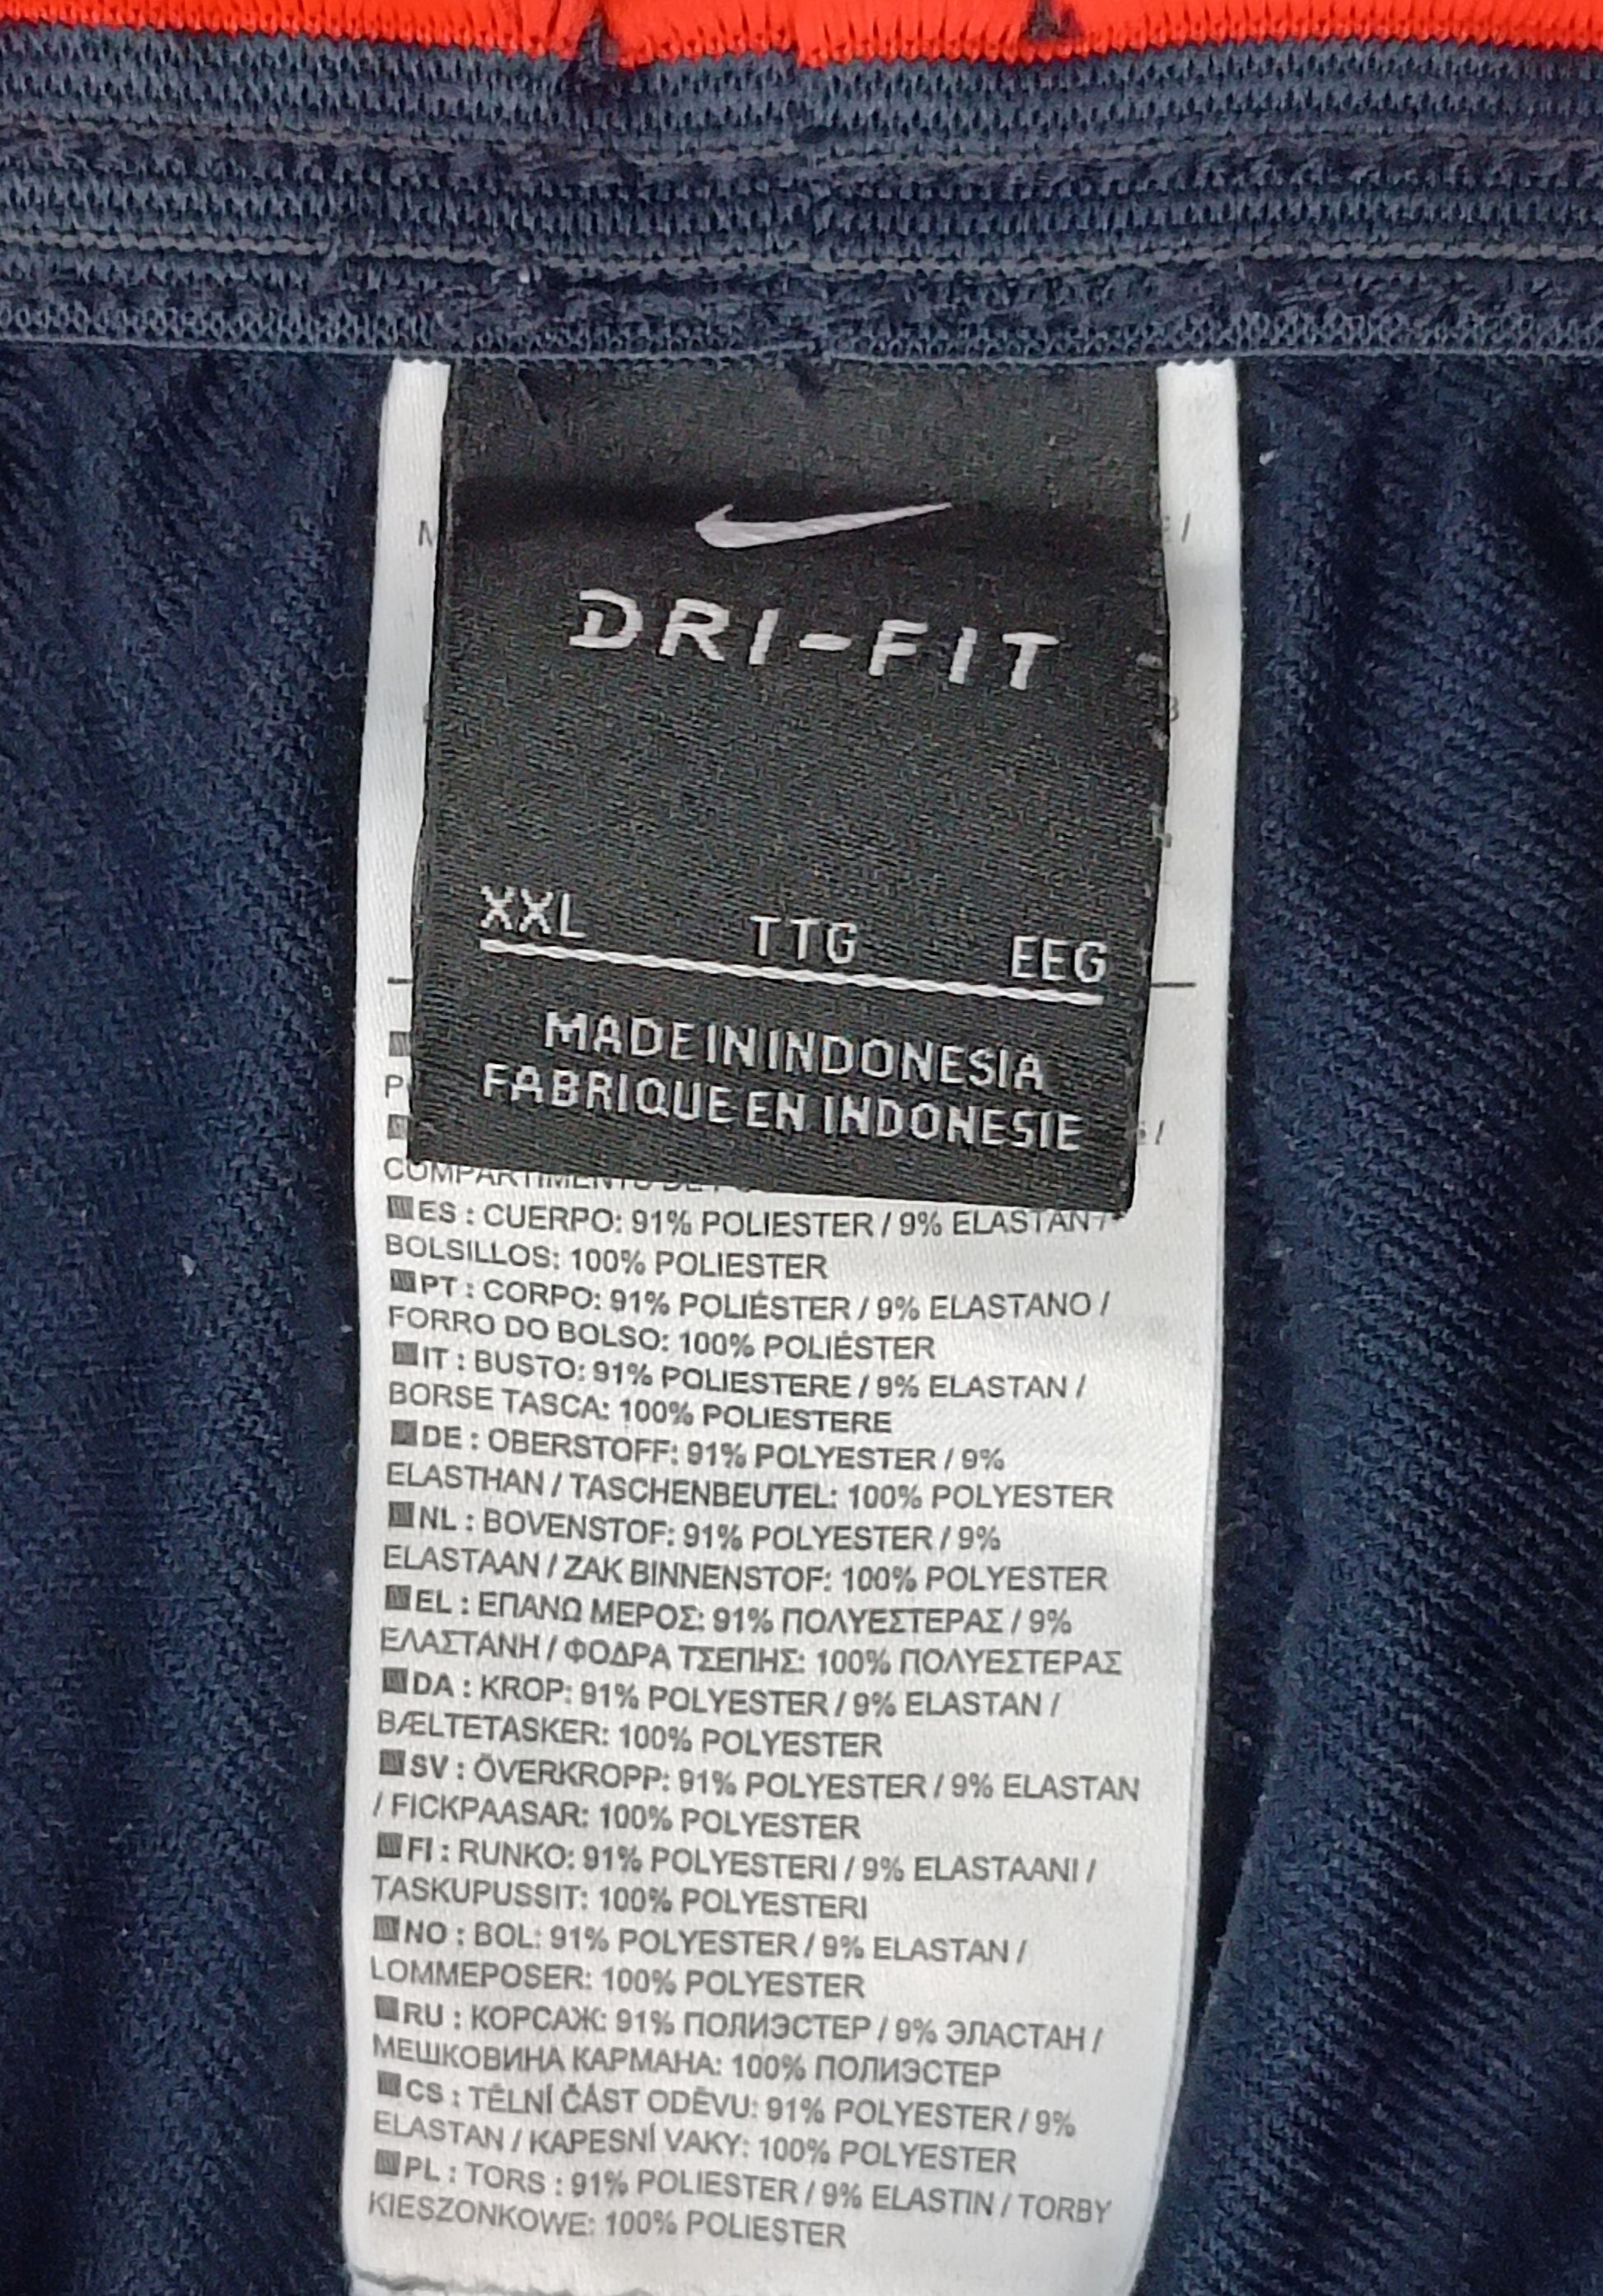 DRI-FIT
XXL TTG EEG
MADE IN INDONESIA
FABRIQUE EN INDONESIE
ES : CUERPO: 91% POLIESTER / 9% ELASTAN /
BOLSILLOS: 100% POLIESTER
PT : CORPO: 91% POLIÉSTER / 9% ELASTANO /
FORRO DO BOLSO: 100% POLIÉSTER
IT : BUSTO: 91% POLIESTERE / 9% ELASTAN /
BORSE TASCA: 100% POLIESTERE
DE : OBERSTOFF: 91% POLYESTER / 9%
ELASTHAN / TASCHENBEUTEL: 100% POLYESTER
NL : BOVENSTOF: 91% POLYESTER / 9%
ELASTAAN / ZAK BINNENSTOF: 100% POLYESTER
EL : ΕΠΑΝΩ ΜΕΡΟΣ: 91% ΠΟΛΥΕΣΤΕΡΑΣ / 9%
ΕΛΑΣΤΑΝΗ / ΦΟΔΡΑ ΤΣΕΠΗΣ: 100% ΠΟΛΥΕΣΤΕΡΑΣ
DA : KROP: 91% POLYESTER / 9% ELASTAN /
BÆLTETASKER: 100% POLYESTER
SV : ÖVERKROPP: 91% POLYESTER / 9% ELASTAN
/ FICKPAASAR: 100% POLYESTER
FI : RUNKO: 91% POLYESTERI / 9% ELASTAANI /
TASKUPUSSIT: 100% POLYESTERI
NO : BOL: 91% POLYESTER / 9% ELASTAN /
LOMMEPOSER: 100% POLYESTER
RU : КОРСАЖ: 91% ПОЛИЭСТЕР / 9% ЭЛАСТАН /
МЕШКОВИНА КАРМАНА: 100% ПОЛИЭСТЕР
CS : TĚLNÍ ČÁST ODĚVU: 91% POLYESTER / 9%
ELASTAN / KAPESNÍ VAKY: 100% POLYESTER
PL : TORS : 91% POLIESTER / 9% ELASTIN / TORBY
KIESZONKOWE: 100% POLIESTER